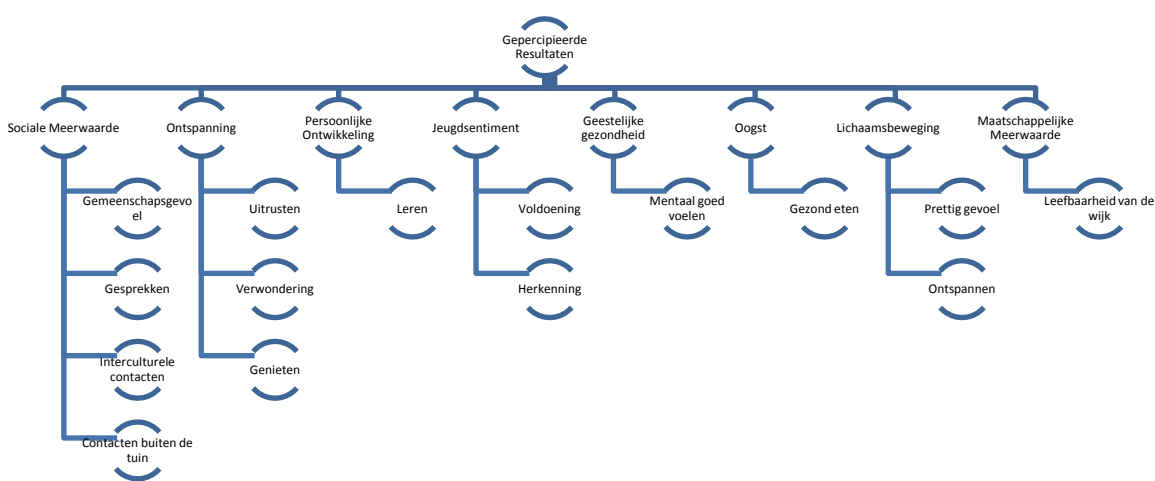 Gepercipieerde
Resultaten
Sociale Meerwaarde
Ontspanning
Persoonlijke
Ontwikkeling
Jeugdsentiment
Geestelijke
gezondheid
Oogst
Lichaamsbeweging
Maatschappelijke
Meerwaarde
Gemeenschapsgevo
el
Uitrusten
Leren
Voldoening
Mentaal goed
voelen
Gezond eten
Prettig gevoel
Leefbaarheid van de
wijk
Gesprekken
Verwondering
Herkenning
Ontspannen
Interculturele
contacten
Genieten
Contacten buiten de
tuin